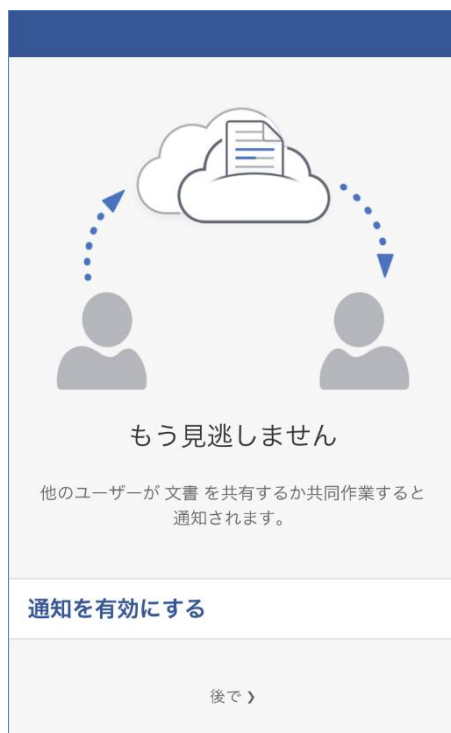 もう見逃しません
他のユーザーが 文書 を共有するか共同作業すると
通知されます。
通知を有効にする
後で ❯